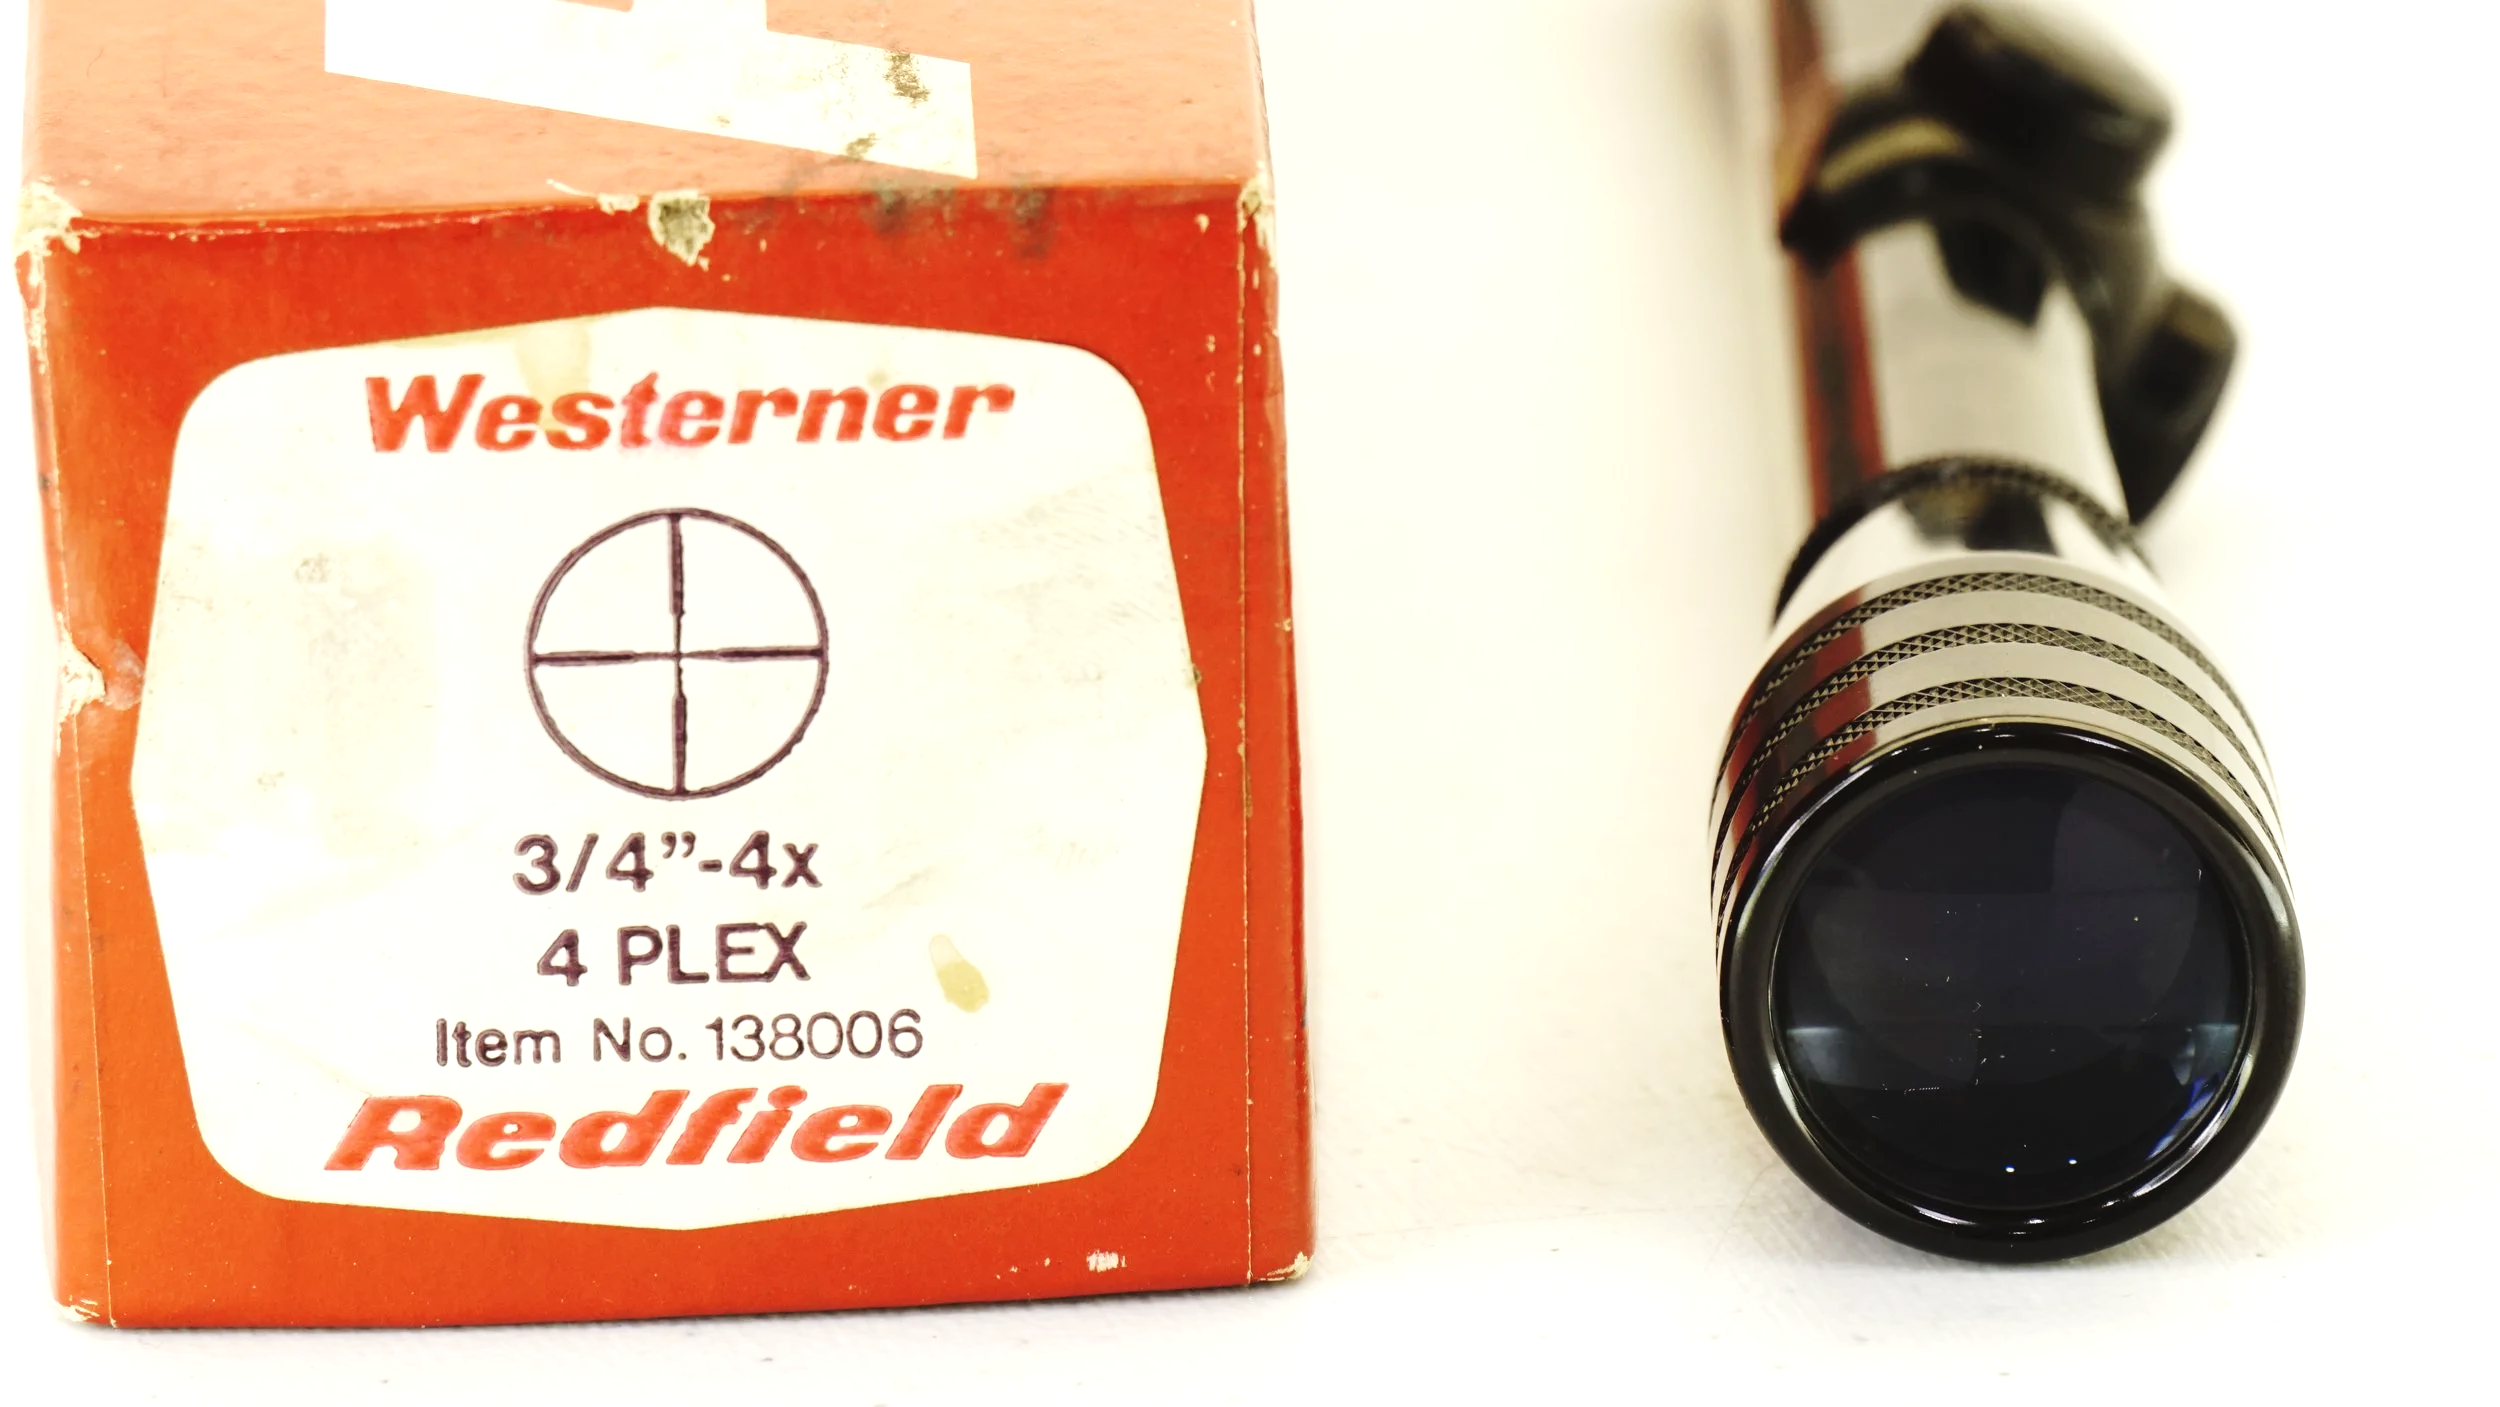 Westerner
3/4”-4x
4 PLEX
Item No. 138006
Redfield